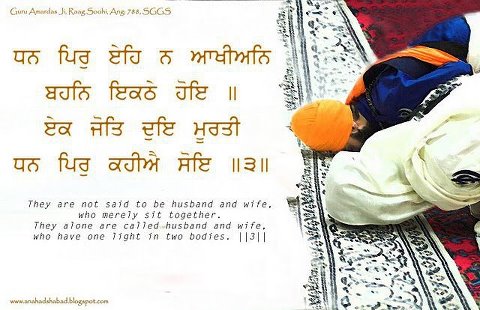 Guru Amardas Ji, Raag Soohi, Ang. 788, SGGS
ਧਨ ਪਿਰੁ ਏਹਿ ਨ ਆਖੀਅਨਿ
ਬਹਨਿ ਇਕਠੇ ਹੋਇ ॥
ਏਕ ਜੋਤਿ ਦੁਇ ਮੂਰਤੀ
ਧਨ ਪਿਰੁ ਕਹੀਐ ਸੋਇ ॥੩॥
They are not said to be husband and wife,
who merely sit together.
They alone are called husband and wife,
who have one light in two bodies. ||3||
www.anahadshabad.blogspot.com